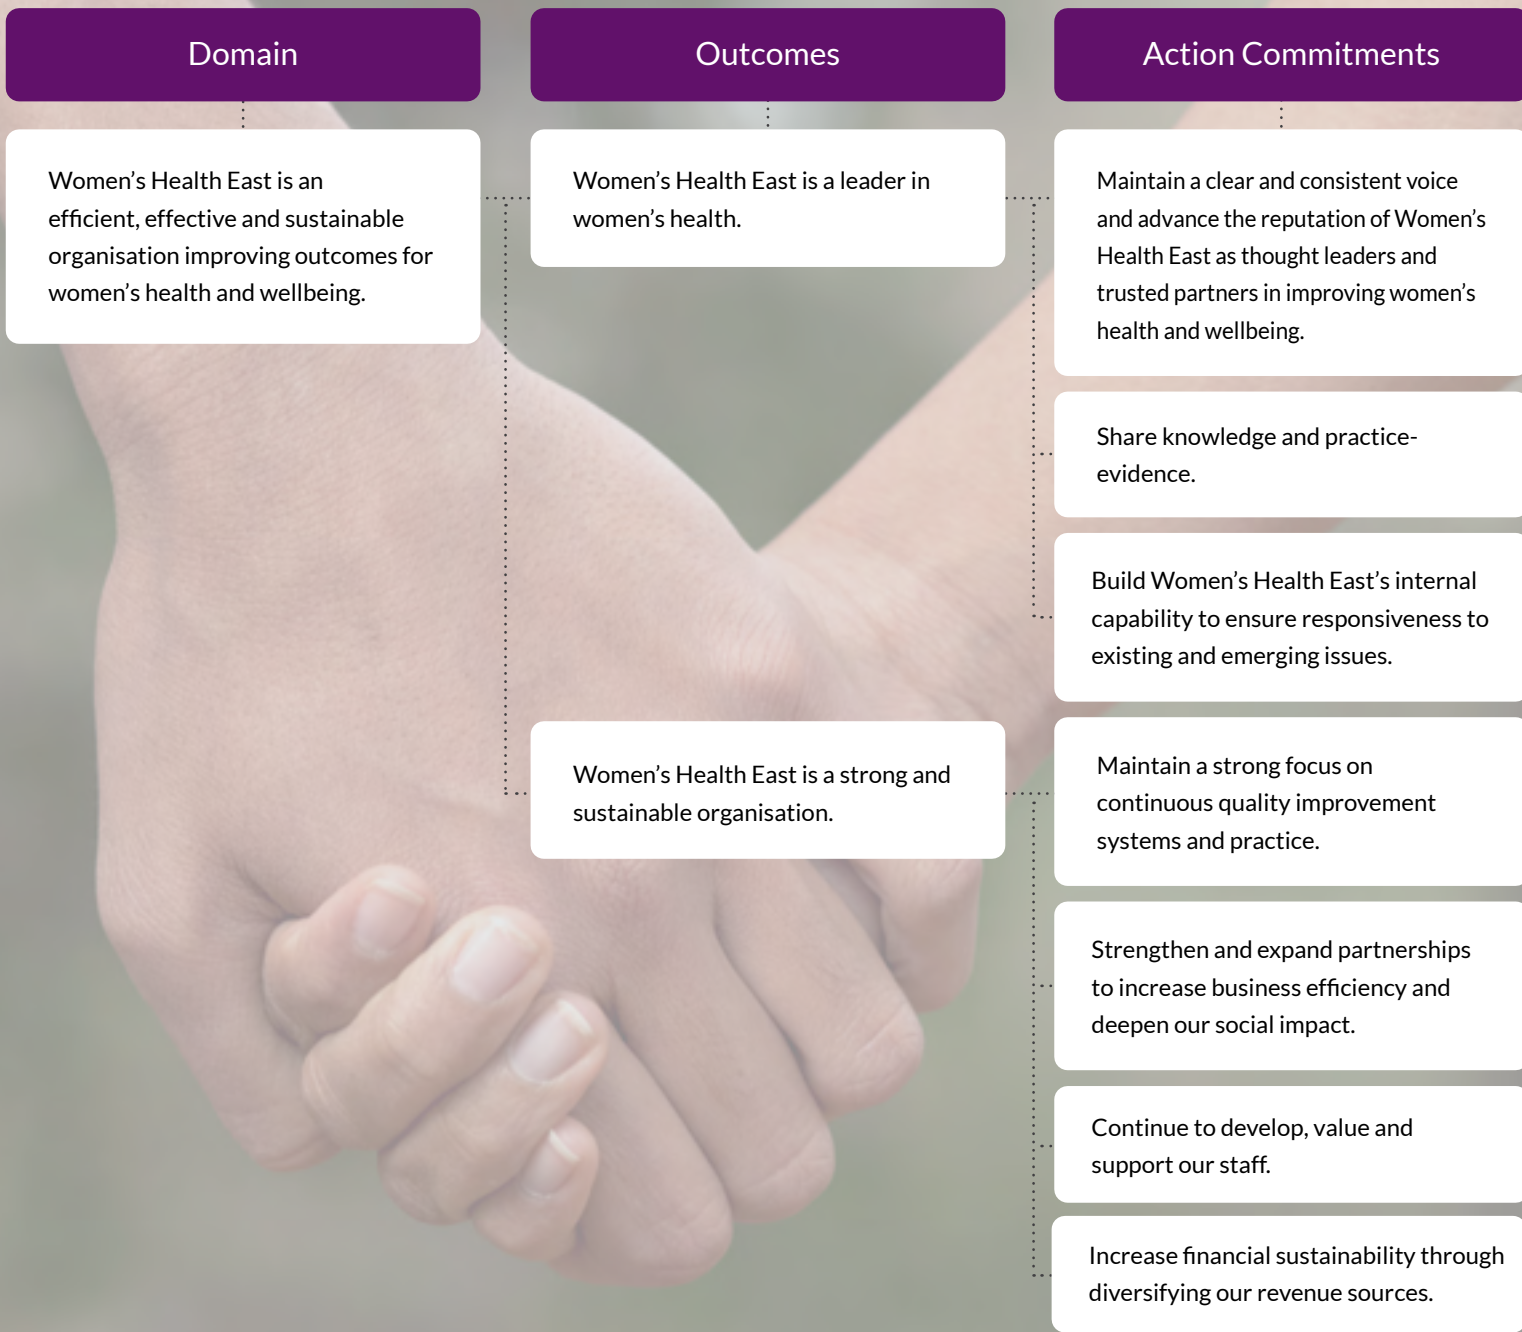 Domain
Outcomes
Action Commitments
Women’s Health East is an
efficient, effective and sustainable
organisation improving outcomes for
women’s health and wellbeing.
Women’s Health East is a leader in
women’s health.
Maintain a clear and consistent voice
and advance the reputation of Women’s
Health East as thought leaders and
trusted partners in improving women’s
health and wellbeing.
Share knowledge and practice-
evidence.
Build Women’s Health East’s internal
capability to ensure responsiveness to
existing and emerging issues.
Women’s Health East is a strong and
sustainable organisation.
Maintain a strong focus on
continuous quality improvement
systems and practice.
Strengthen and expand partnerships
to increase business efficiency and
deepen our social impact.
Continue to develop, value and
support our staff.
Increase financial sustainability through
diversifying our revenue sources.